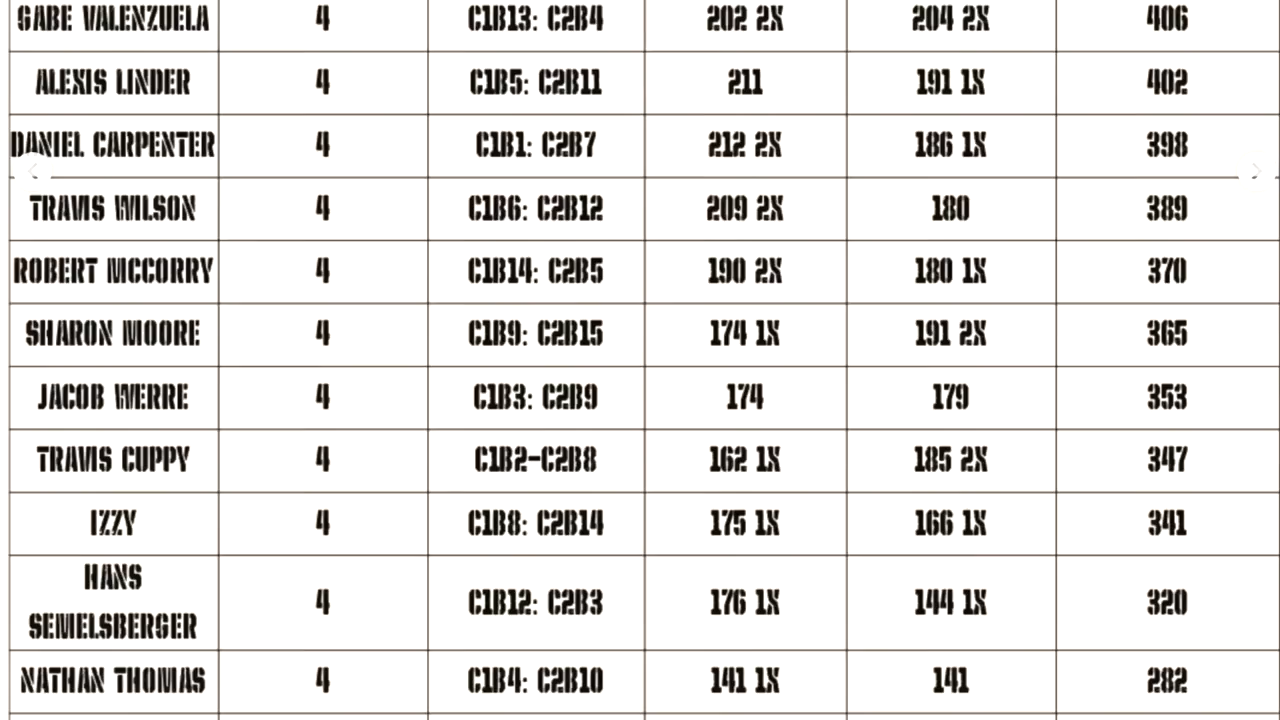 GABE VALENZUELA 4 C1B13: C2B4 202 2X 204 2X 406
ALEXIS LINDER 4 C1B5: C2B11 211 191 1X 402
DANIEL CARPENTER 4 C1B1: C2B7 212 2X 186 1X 398
TRAVIS WILSON 4 C1B6: C2B12 209 2X 180 389
ROBERT MCCORRY 4 C1B14: C2B5 190 2X 180 1X 370
SHARON MOORE 4 C1B9: C2B15 174 1X 191 2X 365
JACOB WERRE 4 C1B3: C2B9 174 179 353
TRAVIS CUPPY 4 C1B2-C2B8 162 1X 185 2X 347
IZZY 4 C1B8: C2B14 175 1X 166 1X 341
HANS
SEMELSBERGER 4 C1B12: C2B3 176 1X 144 1X 320
NATHAN THOMAS 4 C1B4: C2B10 141 1X 141 282